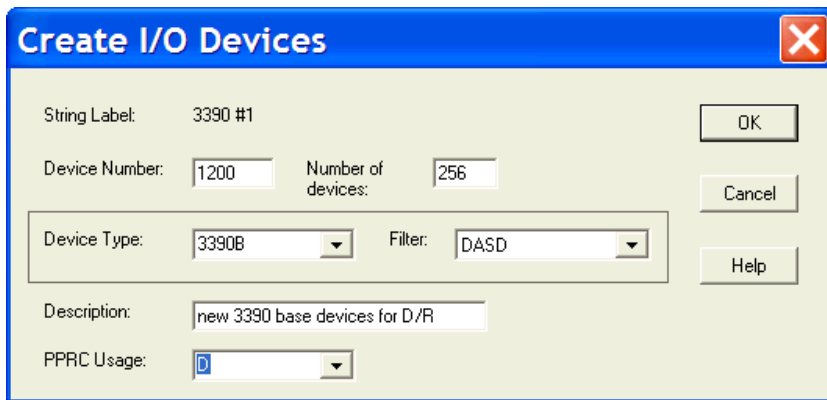 Create I/O Devices
String Label: 3390 #1
OK
Device Number: 1200 Number of devices: 256
Cancel
Device Type: 3390B Filter: DASD
Help
Description: new 3390 base devices for D/R
PPRC Usage: D